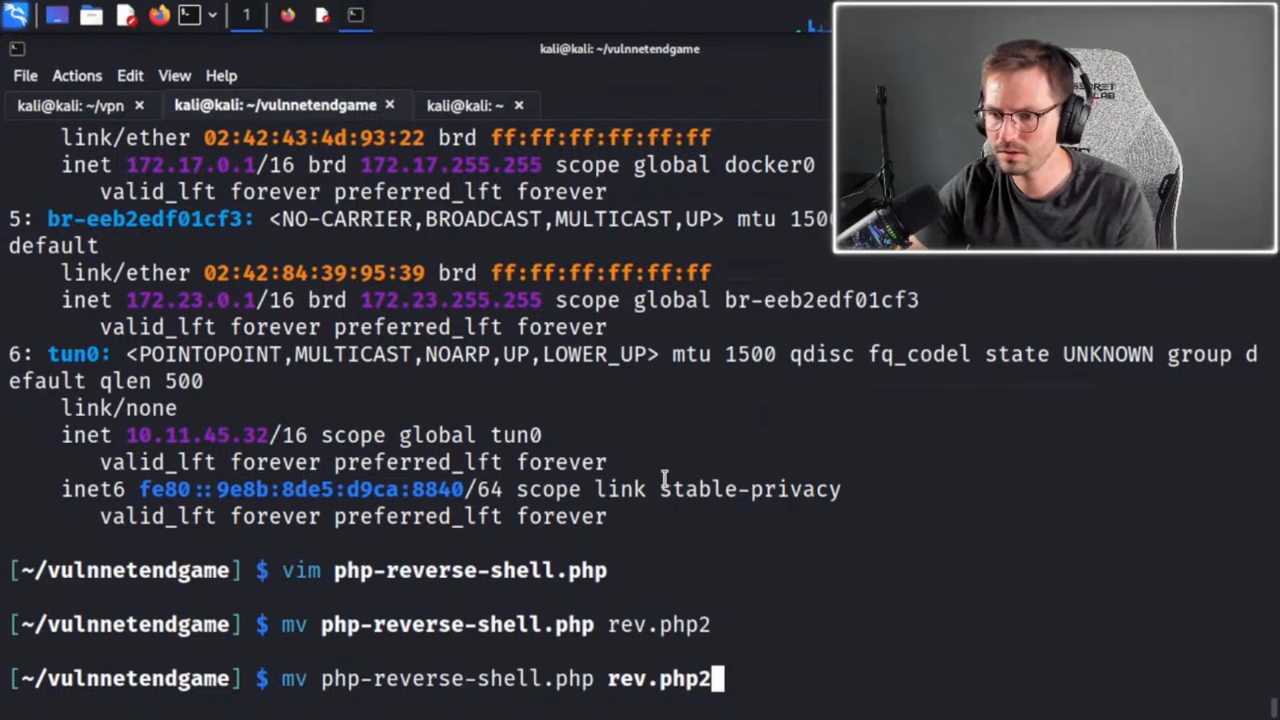 1
kali@kali: ~/vulnnetendgame
File Actions Edit View Help
kali@kali: ~/vpn × kali@kali: ~/vulnnetendgame × kali@kali: ~ ×
link/ether 02:42:43:4d:93:22 brd ff:ff:ff:ff:ff:ff
inet 172.17.0.1/16 brd 172.17.255.255 scope global docker0
valid_lft forever preferred_lft forever
5: br-eeb2edf01cf3: <NO-CARRIER,BROADCAST,MULTICAST,UP> mtu 1500
default
link/ether 02:42:84:39:95:39 brd ff:ff:ff:ff:ff:ff
inet 172.23.0.1/16 brd 172.23.255.255 scope global br-eeb2edf01cf3
valid_lft forever preferred_lft forever
6: tun0: <POINTOPOINT,MULTICAST,NOARP,UP,LOWER_UP> mtu 1500 qdisc fq_codel state UNKNOWN group d
efault qlen 500
link/none
inet 10.11.45.32/16 scope global tun0
valid_lft forever preferred_lft forever
inet6 fe80::9e8b:8de5:d9ca:8840/64 scope link stable-privacy
valid_lft forever preferred_lft forever
[~/vulnnetendgame] $ vim php-reverse-shell.php
[~/vulnnetendgame] $ mv php-reverse-shell.php rev.php2
[~/vulnnetendgame] $ mv php-reverse-shell.php rev.php2